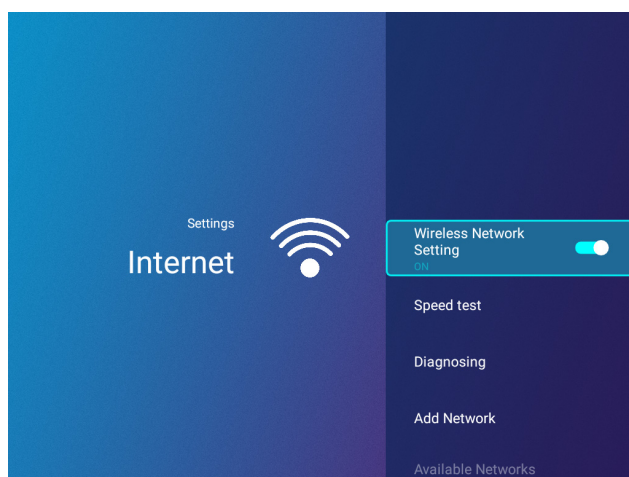 Settings
Internet
Wireless Network
Setting
ON
Speed test
Diagnosing
Add Network
Available Networks